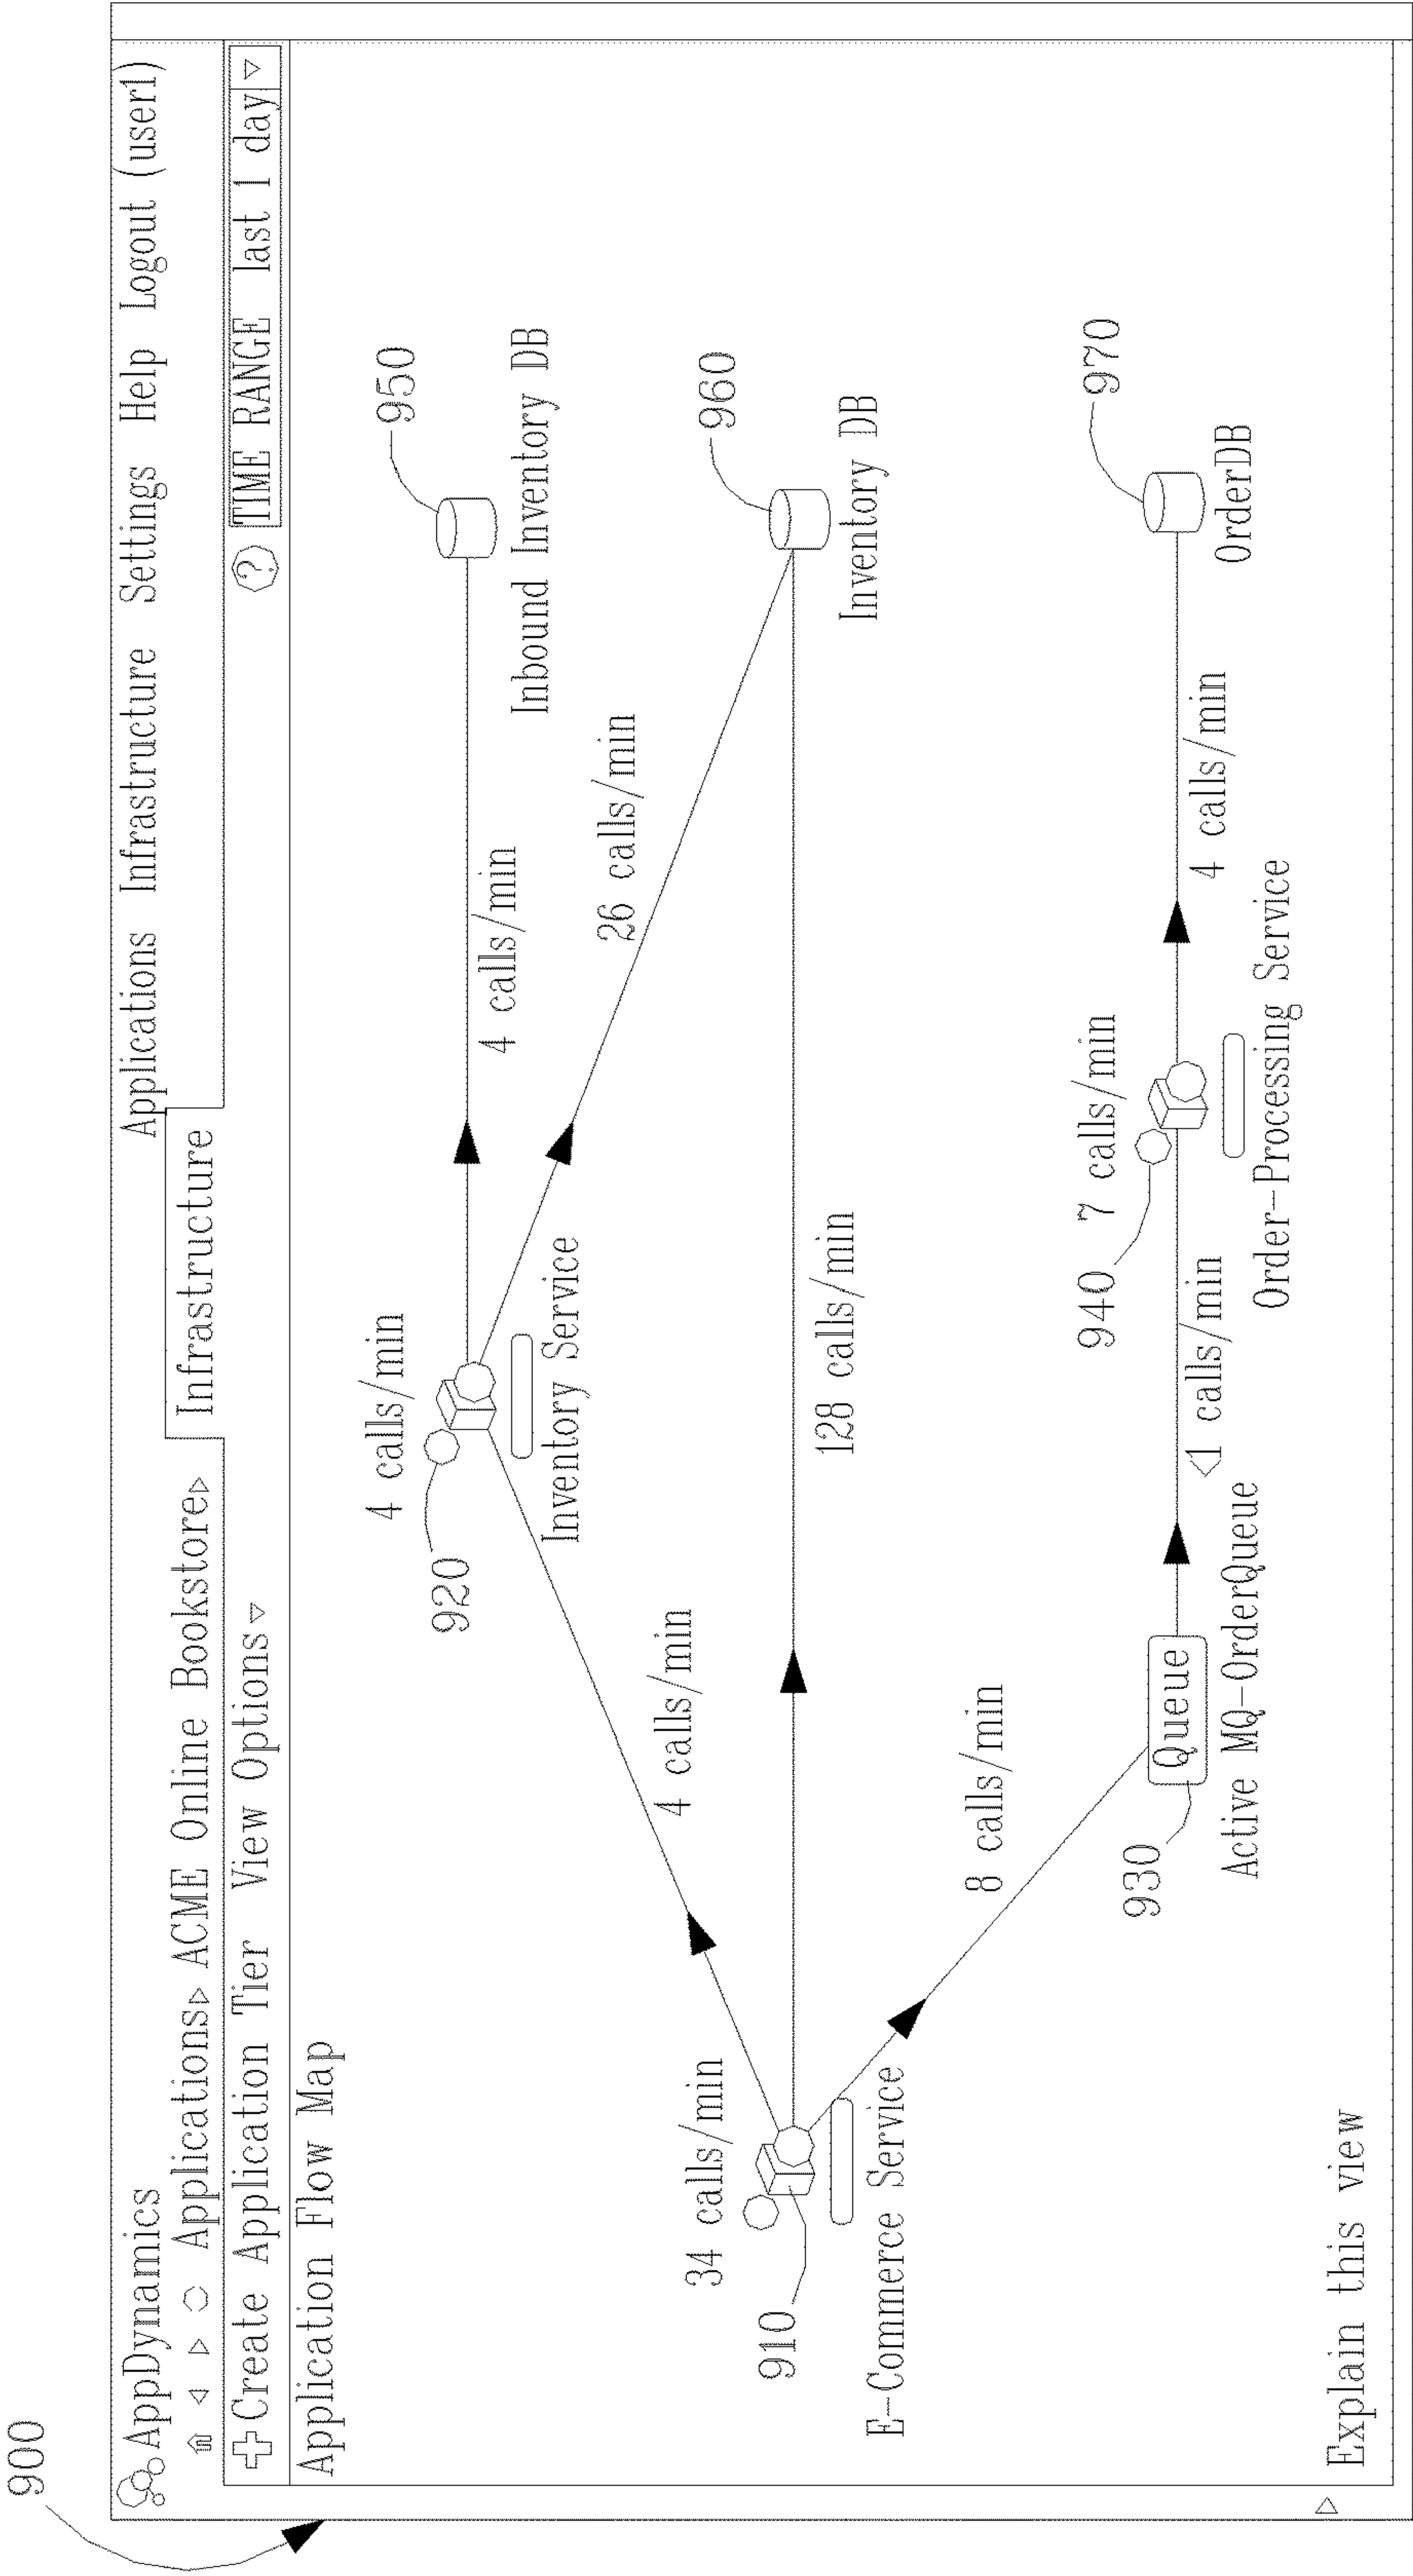 900
AppDynamics
Applications Infrastructure Settings Help Logout (user1)
Applications ACME Online Bookstore
Infrastructure
Create Application Tier View Options
? TIME RANGE last 1 day
Application Flow Map
4 calls/min
920
Inventory Service
950
4 calls/min
Inbound Inventory DB
26 calls/min
4 calls/min
34 calls/min
910
E-Commerce Service
128 calls/min
960
Inventory DB
8 calls/min
930
Queue
Active MQ-OrderQueue
<1 calls/min
940 7 calls/min
Order-Processing Service
4 calls/min
970
OrderDB
Explain this view